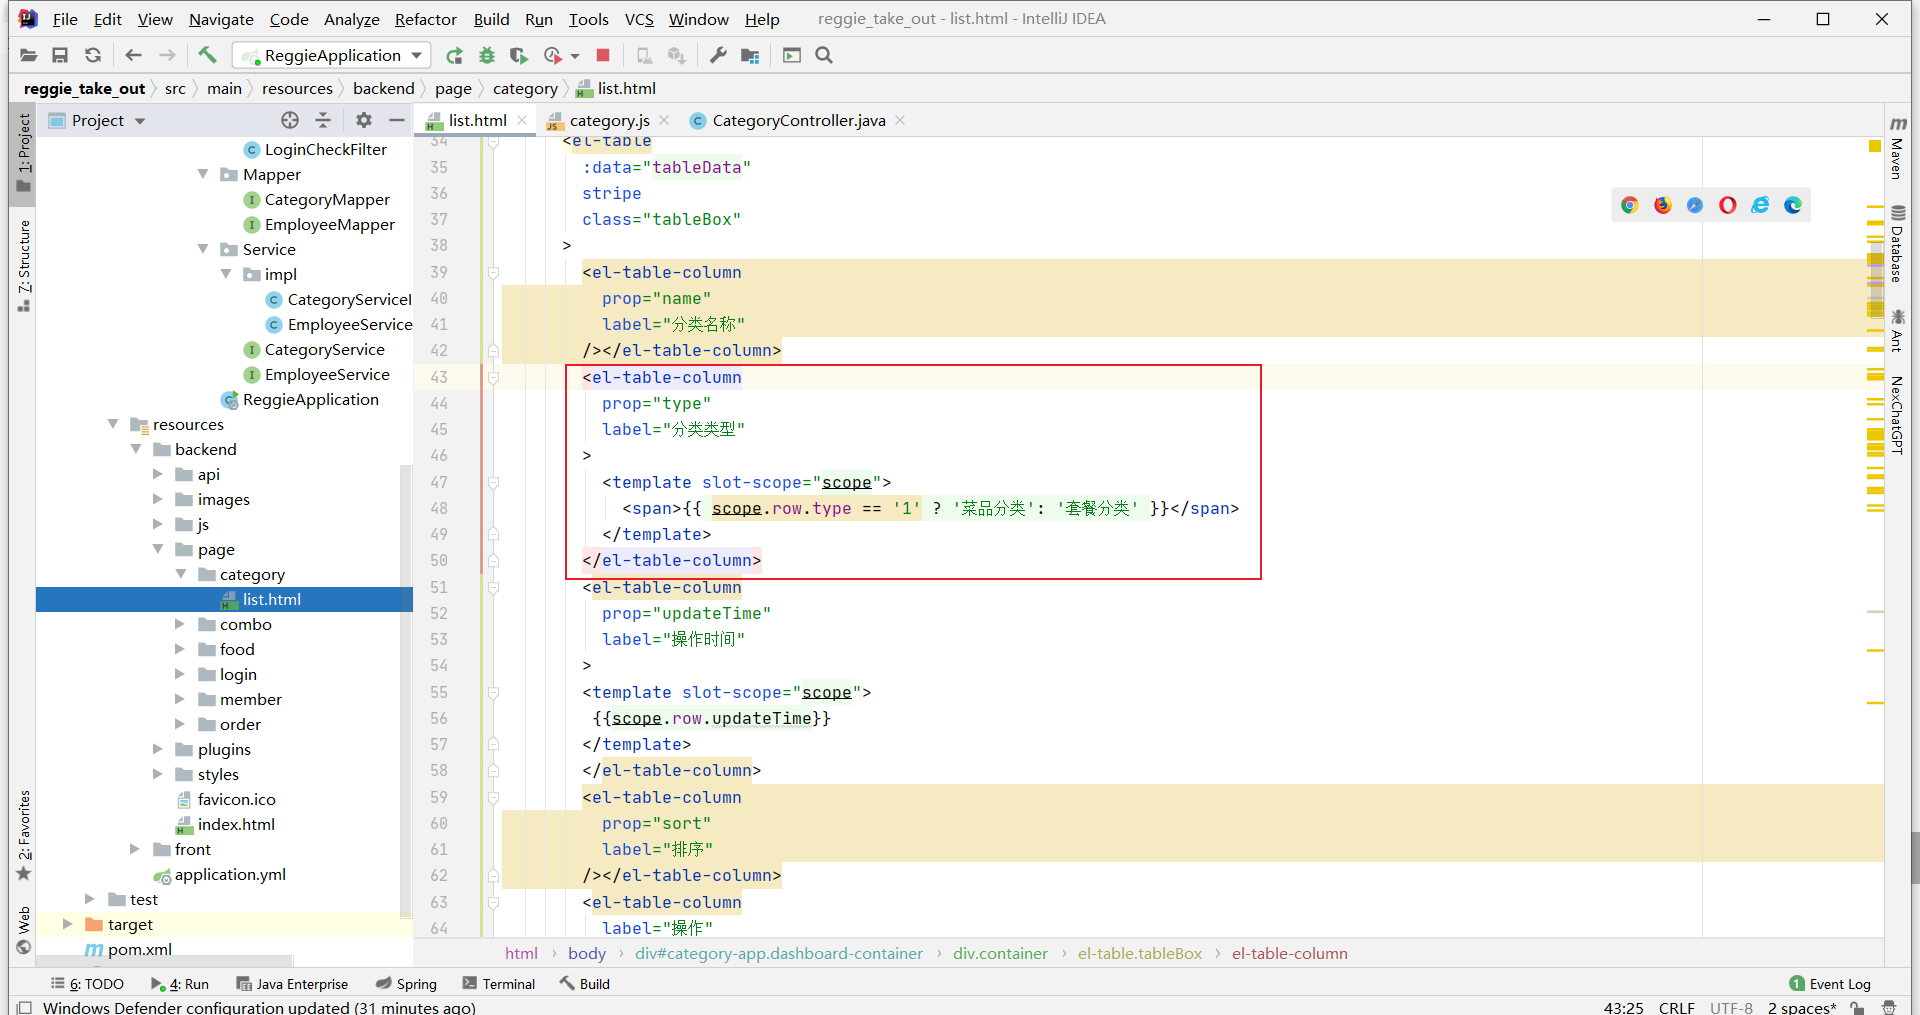 File Edit View Navigate Code Analyze Refactor Build Run Tools VCS Window Help reggie_take_out - list.html - IntelliJ IDEA
ReggieApplication
reggie_take_out src main resources backend page category list.html
Project
list.html category.js CategoryController.java
1: Project
7: Structure
2: Favorites
Web
LoginCheckFilter
Mapper
CategoryMapper
EmployeeMapper
Service
impl
CategoryServiceI
EmployeeService
CategoryService
EmployeeService
ReggieApplication
resources
backend
api
images
js
page
category
list.html
combo
food
login
member
order
plugins
styles
favicon.ico
index.html
front
application.yml
test
target
pom.xml
34 <el-table
35 :data="tableData"
36 stripe
37 class="tableBox"
38 >
39 <el-table-column
40 prop="name"
41 label="分类名称"
42 /></el-table-column>
43 <el-table-column
44 prop="type"
45 label="分类类型"
46 >
47 <template slot-scope="scope">
48 <span>{{ scope.row.type == '1' ? '菜品分类': '套餐分类' }}</span>
49 </template>
50 </el-table-column>
51 <el-table-column
52 prop="updateTime"
53 label="操作时间"
54 >
55 <template slot-scope="scope">
56 {{scope.row.updateTime}}
57 </template>
58 </el-table-column>
59 <el-table-column
60 prop="sort"
61 label="排序"
62 /></el-table-column>
63 <el-table-column
64 label="操作"
Maven
Database
Ant
NexChatGPT
html body div#category-app.dashboard-container div.container el-table.tableBox el-table-column
6: TODO 4: Run Java Enterprise Spring Terminal Build 1 Event Log
Windows Defender configuration updated (31 minutes ago) 43:25 CRLF UTF-8 2 spaces*